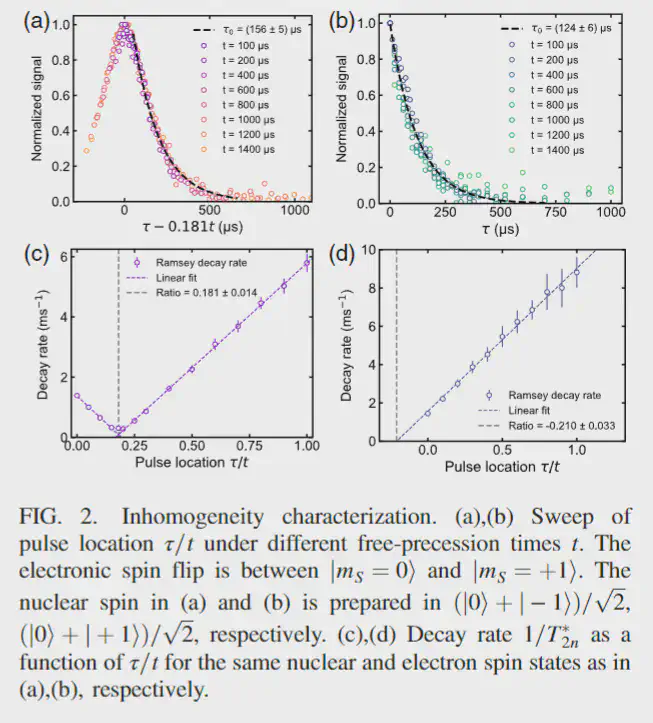 (a)
1.0
0.8
0.6
0.4
0.2
0.0
Normalized signal
τ₀ = (156 ± 5) μs
t = 100 μs
t = 200 μs
t = 400 μs
t = 600 μs
t = 800 μs
t = 1000 μs
t = 1200 μs
t = 1400 μs
0 500 1000
τ − 0.181t (μs)
(b)
1.0
0.8
0.6
0.4
0.2
0.0
Normalized signal
τ₀ = (124 ± 6) μs
t = 100 μs
t = 200 μs
t = 400 μs
t = 600 μs
t = 800 μs
t = 1000 μs
t = 1200 μs
t = 1400 μs
0 250 500 750 1000
τ (μs)
(c)
6
4
2
0
Decay rate (ms⁻¹)
Ramsey decay rate
Linear fit
Ratio = 0.181 ± 0.014
0.00 0.25 0.50 0.75 1.00
Pulse location τ/t
(d)
10
8
6
4
2
0
Decay rate (ms⁻¹)
Ramsey decay rate
Linear fit
Ratio = -0.210 ± 0.033
0.0 0.5 1.0
Pulse location τ/t
FIG. 2. Inhomogeneity characterization. (a),(b) Sweep of
pulse location τ/t under different free-precession times t. The
electronic spin flip is between |mS = 0⟩ and |mS = +1⟩. The
nuclear spin in (a) and (b) is prepared in (|0⟩ + | − 1⟩)/√2,
(|0⟩ + | + 1⟩)/√2, respectively. (c),(d) Decay rate 1/T*2n as a
function of τ/t for the same nuclear and electron spin states as in
(a),(b), respectively.